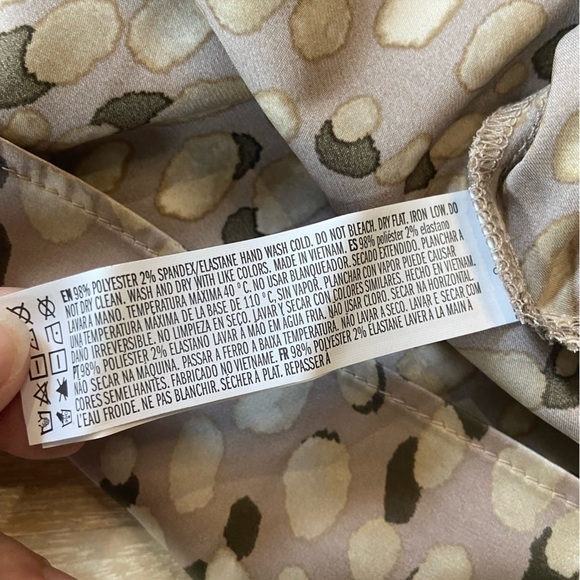 EN 98% POLYESTER 2% SPANDEX/ELASTANE HAND WASH COLD. DO NOT BLEACH. DRY FLAT. IRON LOW. DO
NOT DRY CLEAN. WASH AND DRY WITH LIKE COLORS. MADE IN VIETNAM. ES 98% poliéster 2% elastano
LAVAR A MANO. TEMPERATURA MÁXIMA 40 °C, NO USAR BLANQUEADOR. SECADO EXTENDIDO. PLANCHAR A
UNA TEMPERATURA MÁXIMA DE LA BASE DE 110 °C, SIN VAPOR. PLANCHAR CON VAPOR PUEDE CAUSAR
DANO IRREVERSIBLE. NO LIMPIEZA EN SECO. LAVAR Y SECAR CON COLORES SIMILARES. HECHO EN VIETNAM.
PT 98% POLIÉSTER 2% ELASTANO LAVAR A MÃO EM ÁGUA FRIA. NÃO USAR CLORO. SECAR NA HORIZONTAL
NÃO SECAR NA MÁQUINA. PASSAR A FERRO A BAIXA TEMPERATURA. NÃO LAVAR A SECO. LAVAR E SECAR COM
CORES SEMELHANTES. FABRICADO NO VIETNAME. FR 98% POLYESTER 2% ELASTANE LAVER À LA MAIN A
L'EAU FROIDE. NE PAS BLANCHIR. SÉCHER À PLAT. REPASSER À